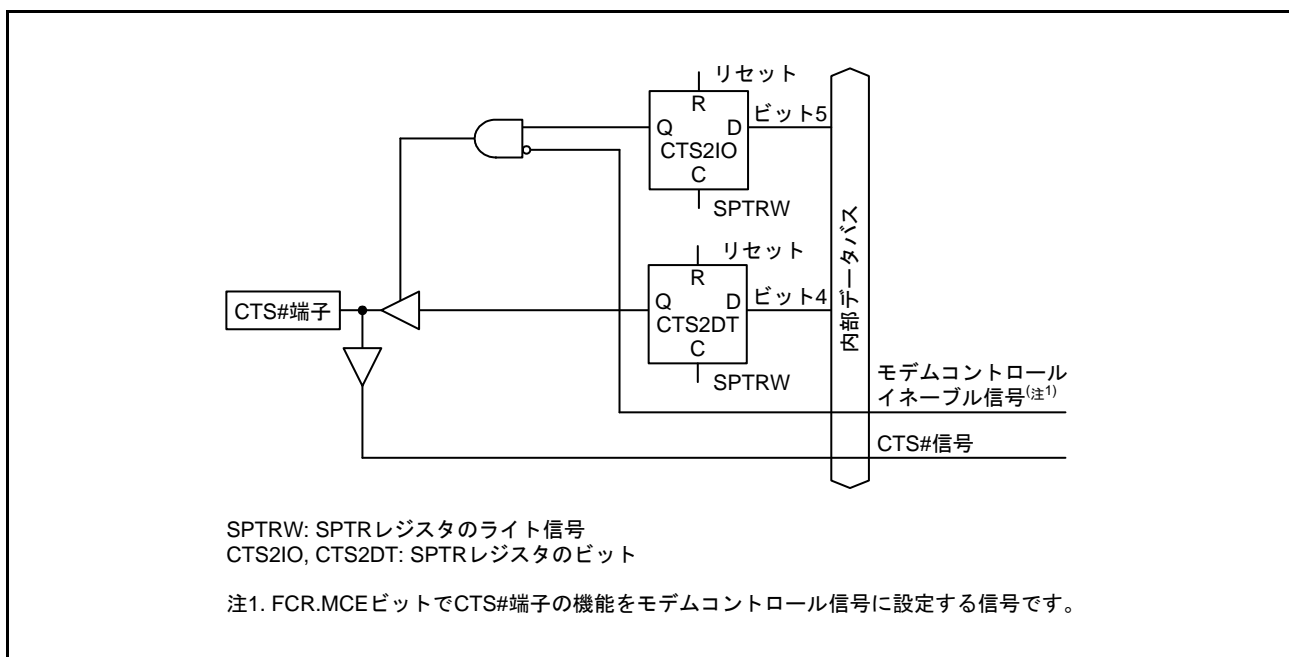 リセット
R
ビット5
Q D
CTS2IO
C
SPTRW
リセット
R
ビット4
Q D
CTS2DT
C
SPTRW
CTS#端子
内部データバス
モデムコントロール
イネーブル信号(注1)
CTS#信号
SPTRW: SPTRレジスタのライト信号
CTS2IO, CTS2DT: SPTRレジスタのビット
注1. FCR.MCEビットでCTS#端子の機能をモデムコントロール信号に設定する信号です。